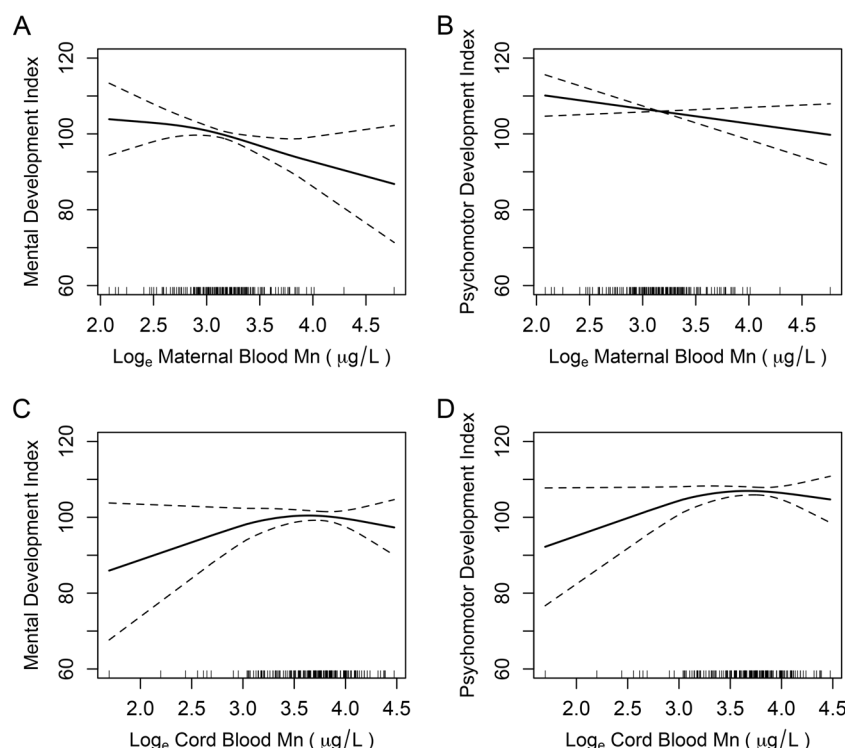 A
Mental Development Index
120
100
80
60
2.0 2.5 3.0 3.5 4.0 4.5
Logₑ Maternal Blood Mn ( μg/L )
B
Psychomotor Development Index
120
100
80
60
2.0 2.5 3.0 3.5 4.0 4.5
Logₑ Maternal Blood Mn ( μg/L )
C
Mental Development Index
120
100
80
60
2.0 2.5 3.0 3.5 4.0 4.5
Logₑ Cord Blood Mn ( μg/L )
D
Psychomotor Development Index
120
100
80
60
2.0 2.5 3.0 3.5 4.0 4.5
Logₑ Cord Blood Mn ( μg/L )